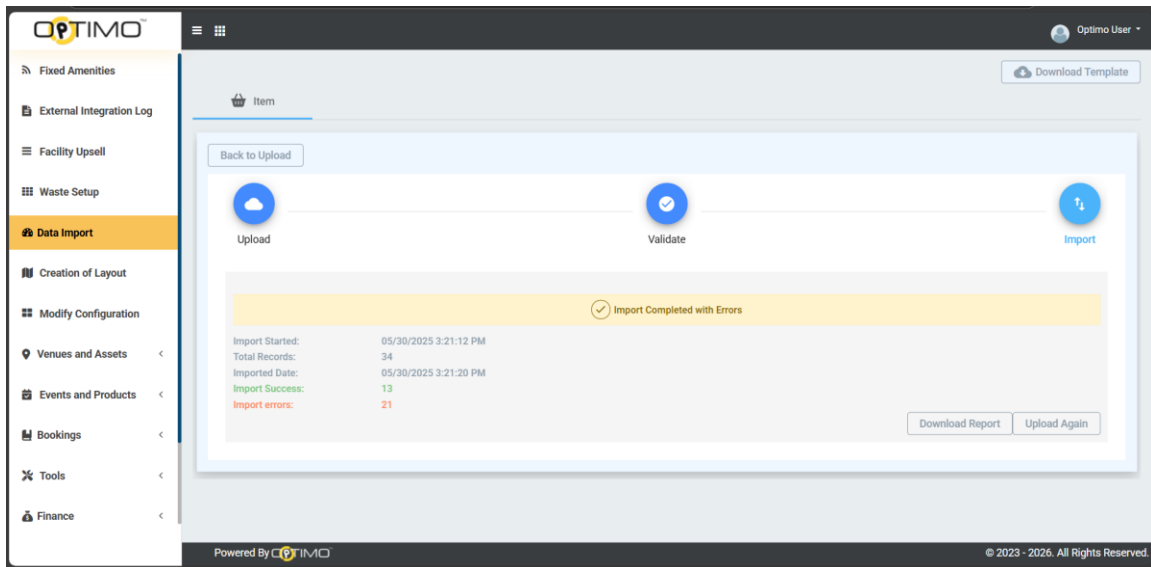 OPTIMO™
Optimo User
Fixed Amenities
External Integration Log
Facility Upsell
Waste Setup
Data Import
Creation of Layout
Modify Configuration
Venues and Assets
Events and Products
Bookings
Tools
Finance
Download Template
Item
Back to Upload
Upload
Validate
Import
Import Completed with Errors
Import Started: 05/30/2025 3:21:12 PM
Total Records: 34
Imported Date: 05/30/2025 3:21:20 PM
Import Success: 13
Import errors: 21
Download Report
Upload Again
Powered By OPTIMO™
© 2023 - 2026. All Rights Reserved.